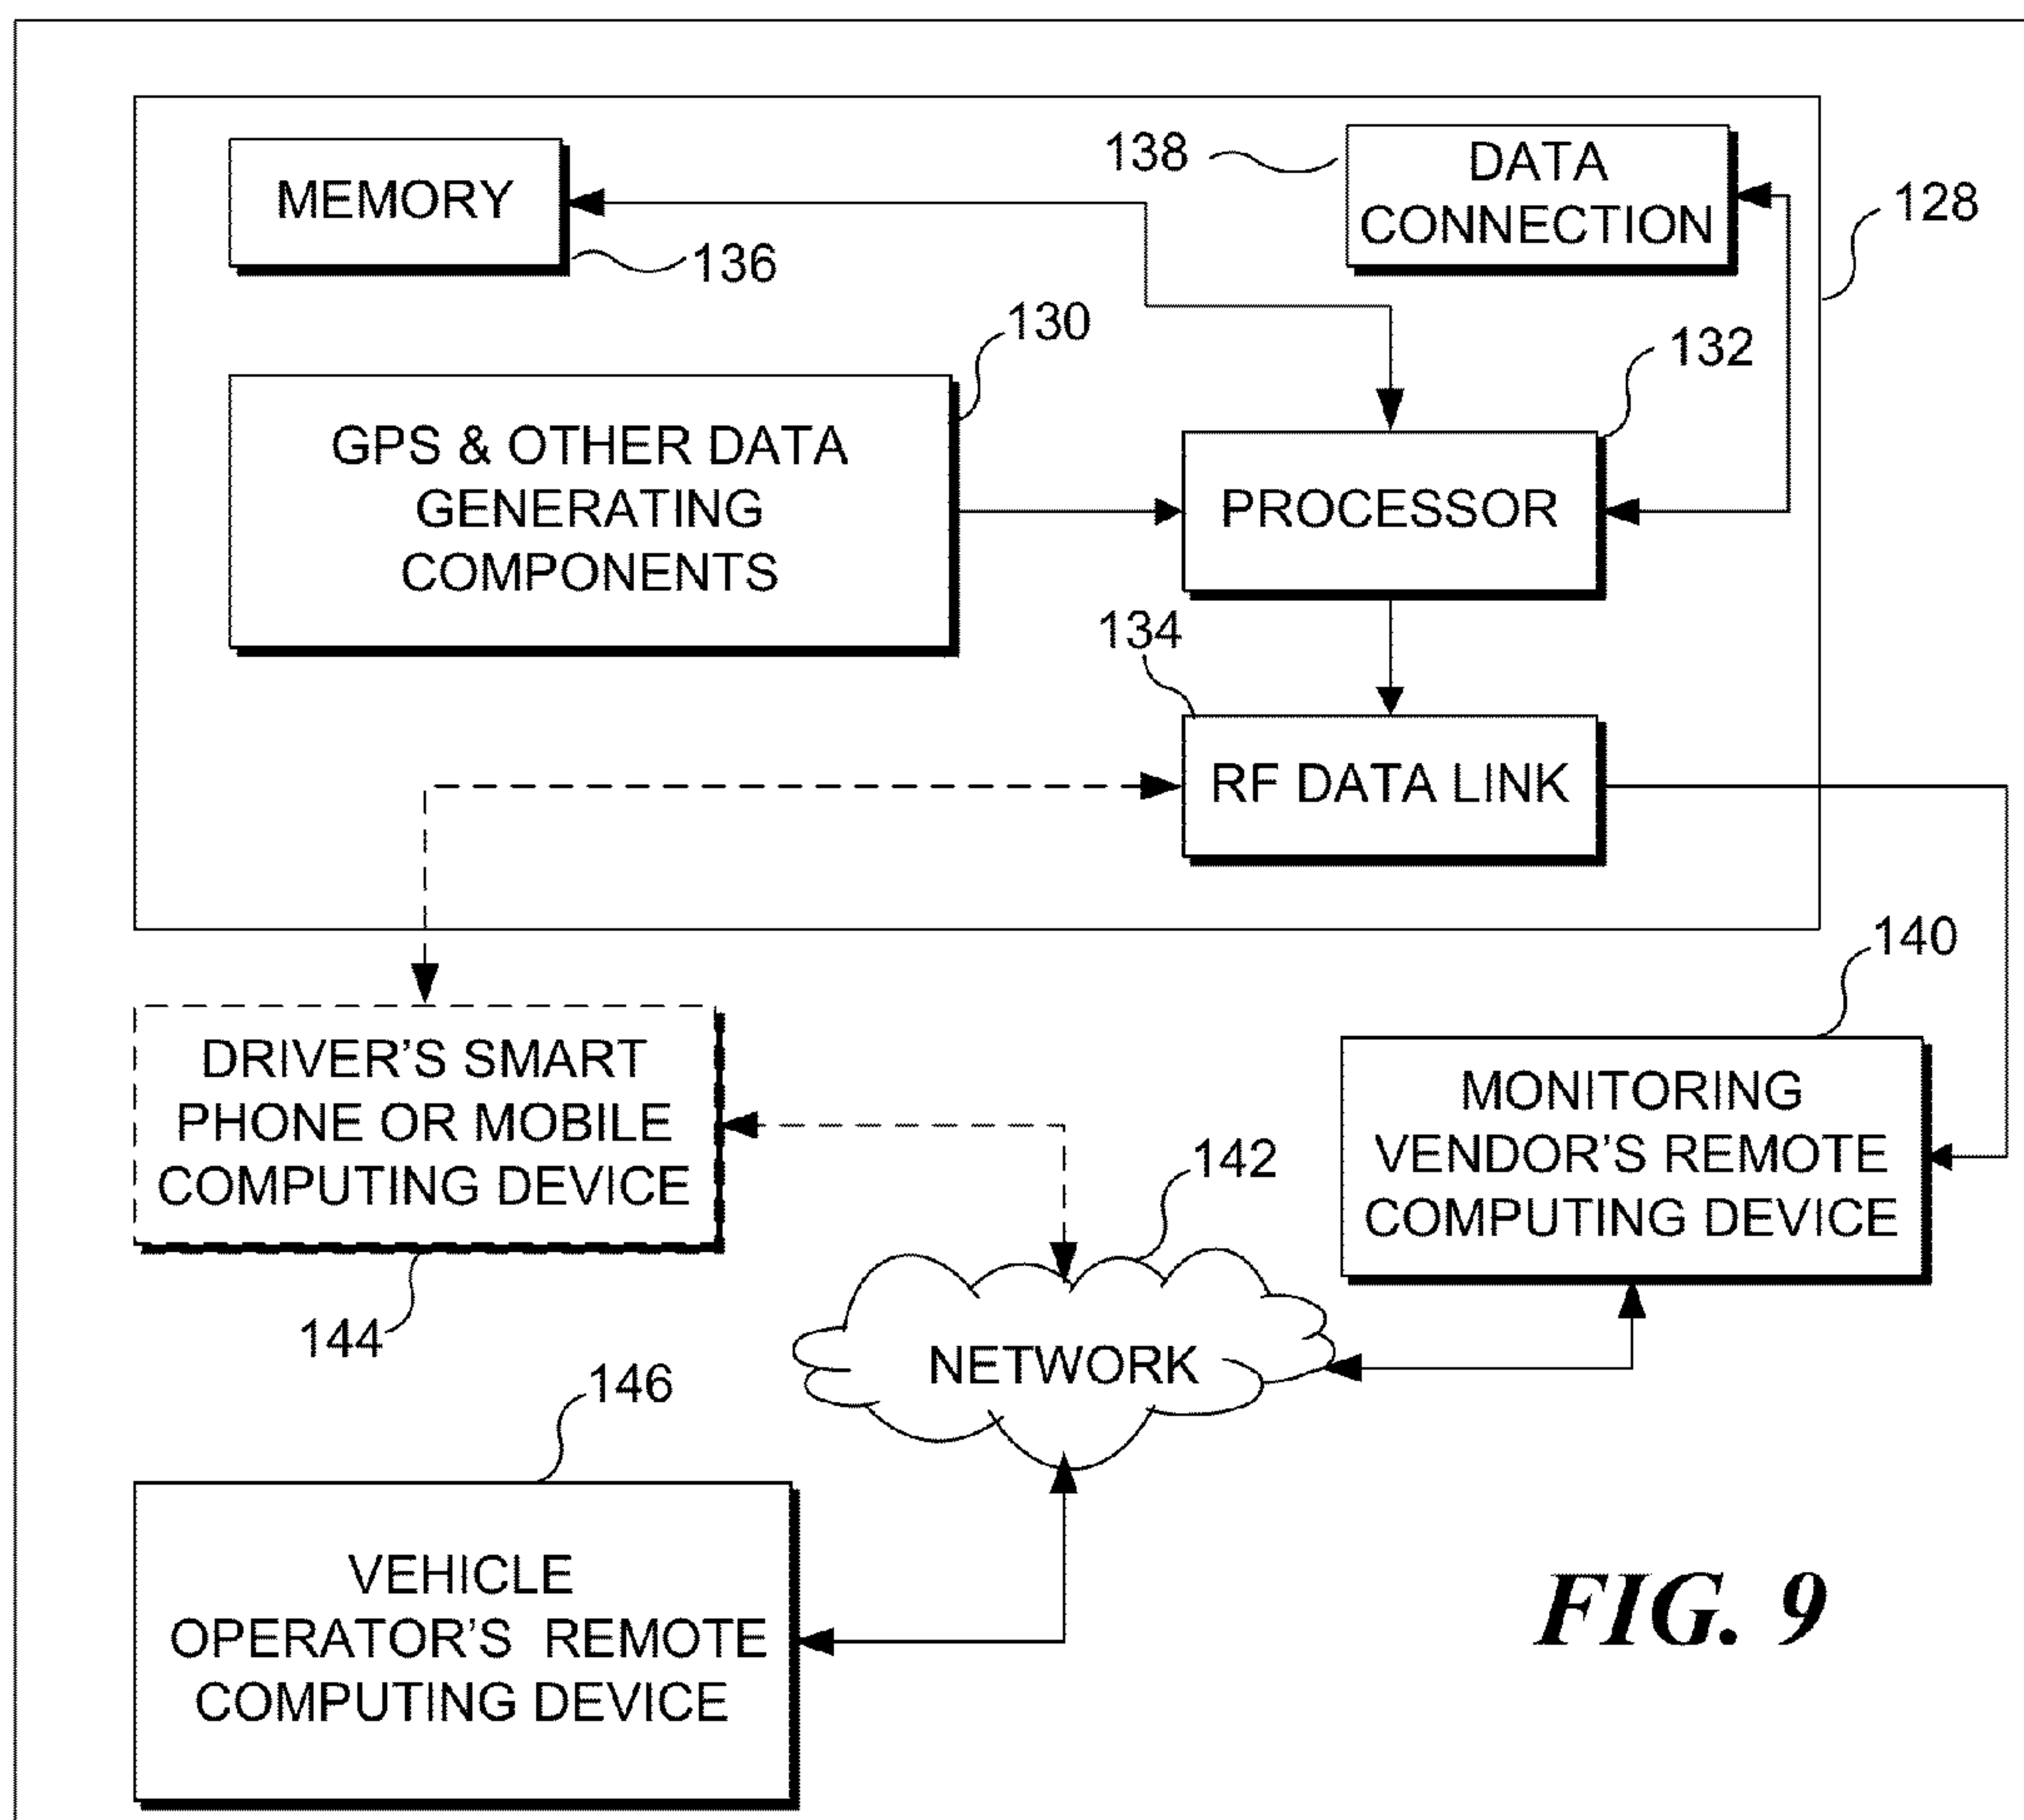 MEMORY
136
138
DATA
CONNECTION
128
130
GPS & OTHER DATA
GENERATING
COMPONENTS
132
PROCESSOR
134
RF DATA LINK
140
DRIVER'S SMART
PHONE OR MOBILE
COMPUTING DEVICE
144
MONITORING
VENDOR'S REMOTE
COMPUTING DEVICE
142
NETWORK
146
VEHICLE
OPERATOR'S REMOTE
COMPUTING DEVICE
FIG. 9